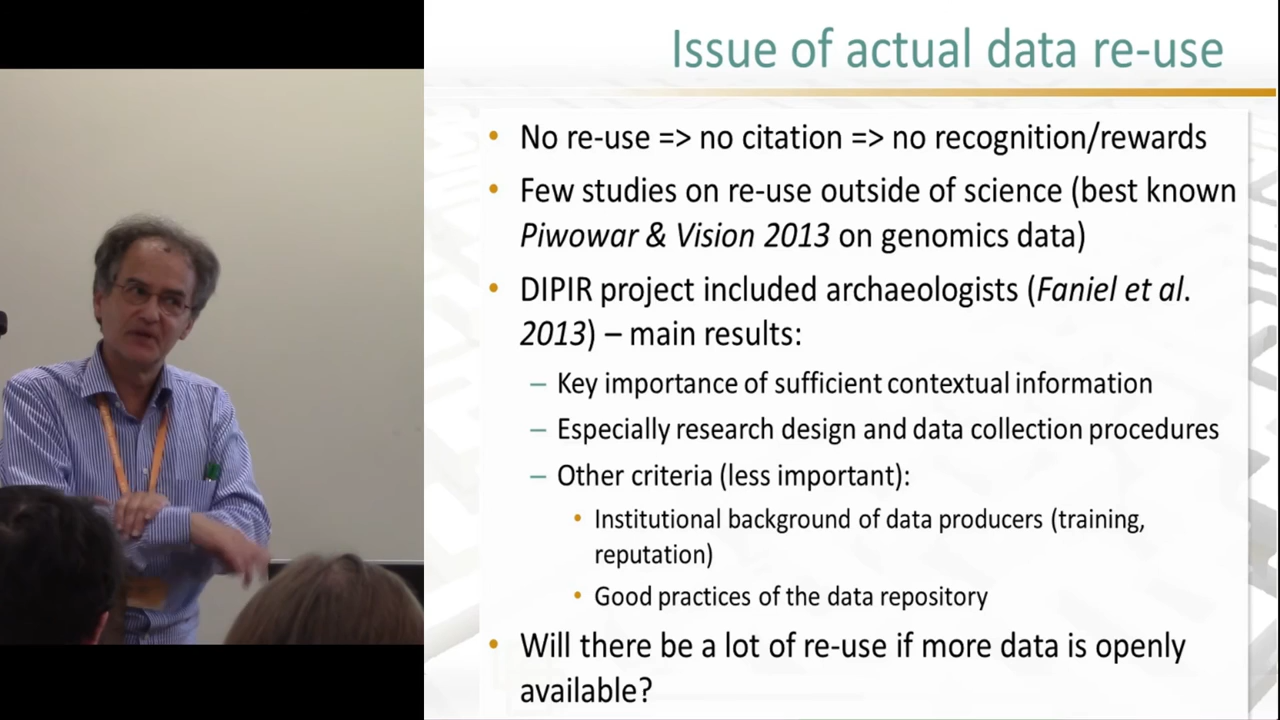 Issue of actual data re-use
• No re-use => no citation => no recognition/rewards
• Few studies on re-use outside of science (best known
Piwowar & Vision 2013 on genomics data)
• DIPIR project included archaeologists (Faniel et al.
2013) – main results:
– Key importance of sufficient contextual information
– Especially research design and data collection procedures
– Other criteria (less important):
• Institutional background of data producers (training,
reputation)
• Good practices of the data repository
• Will there be a lot of re-use if more data is openly
available?